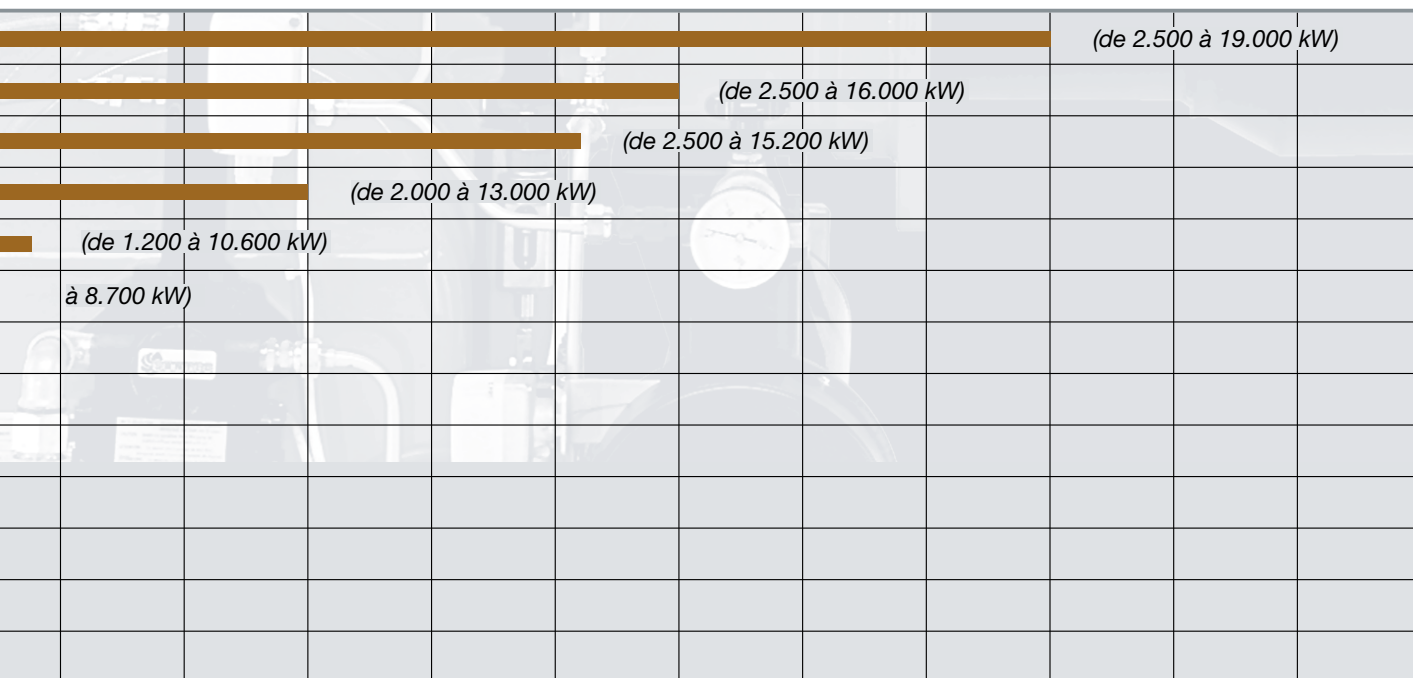 (de 2.500 à 19.000 kW)
(de 2.500 à 16.000 kW)
(de 2.500 à 15.200 kW)
(de 2.000 à 13.000 kW)
(de 1.200 à 10.600 kW)
à 8.700 kW)